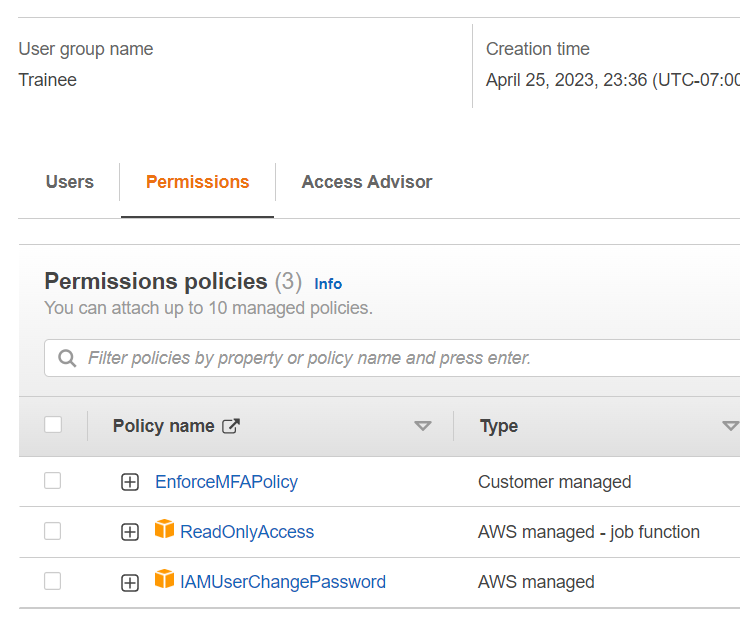 User group name
Trainee
Creation time
April 25, 2023, 23:36 (UTC-07:00
Users
Permissions
Access Advisor
Permissions policies (3) Info
You can attach up to 10 managed policies.
Filter policies by property or policy name and press enter.
Policy name Type
EnforceMFAPolicy Customer managed
ReadOnlyAccess AWS managed - job function
IAMUserChangePassword AWS managed